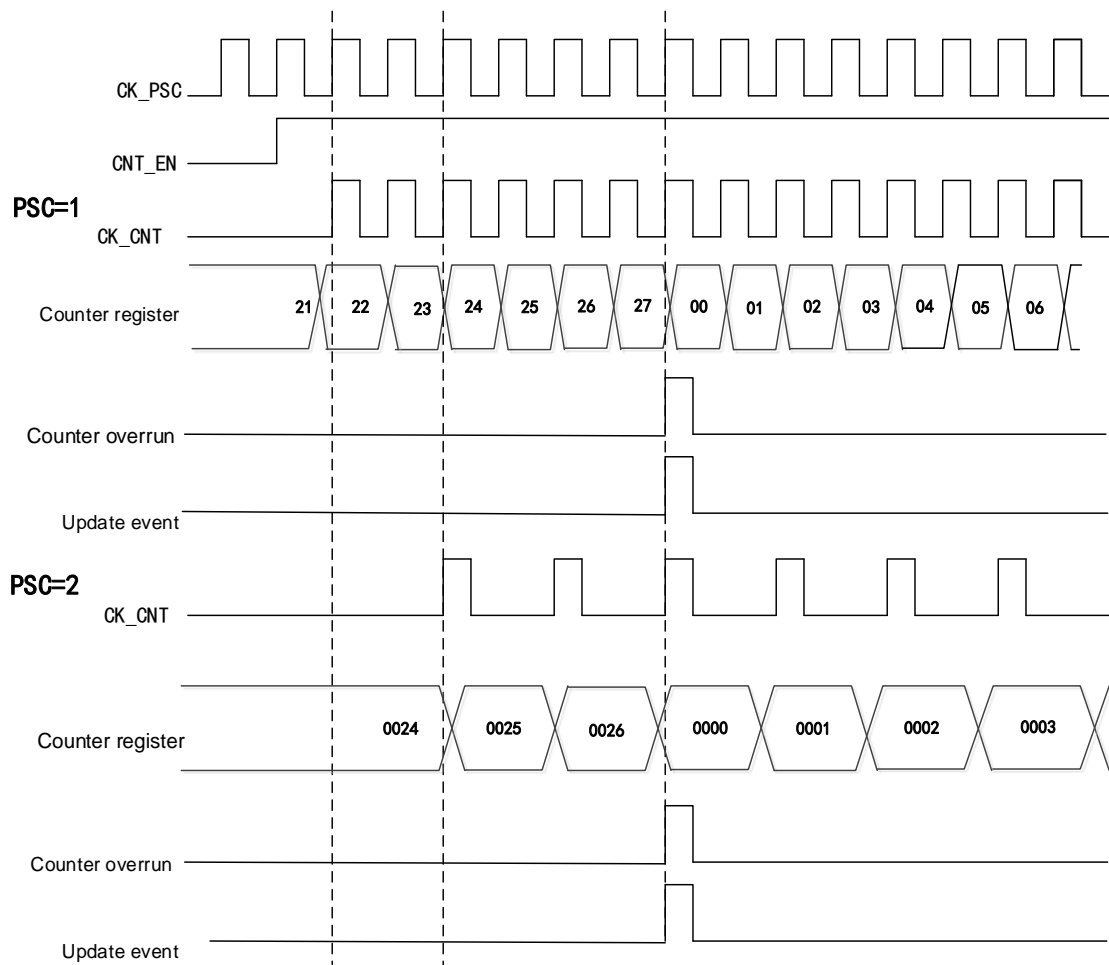 CK_PSC
CNT_EN
PSC=1
CK_CNT
Counter register 21 22 23 24 25 26 27 00 01 02 03 04 05 06
Counter overrun
Update event
PSC=2
CK_CNT
Counter register 0024 0025 0026 0000 0001 0002 0003
Counter overrun
Update event